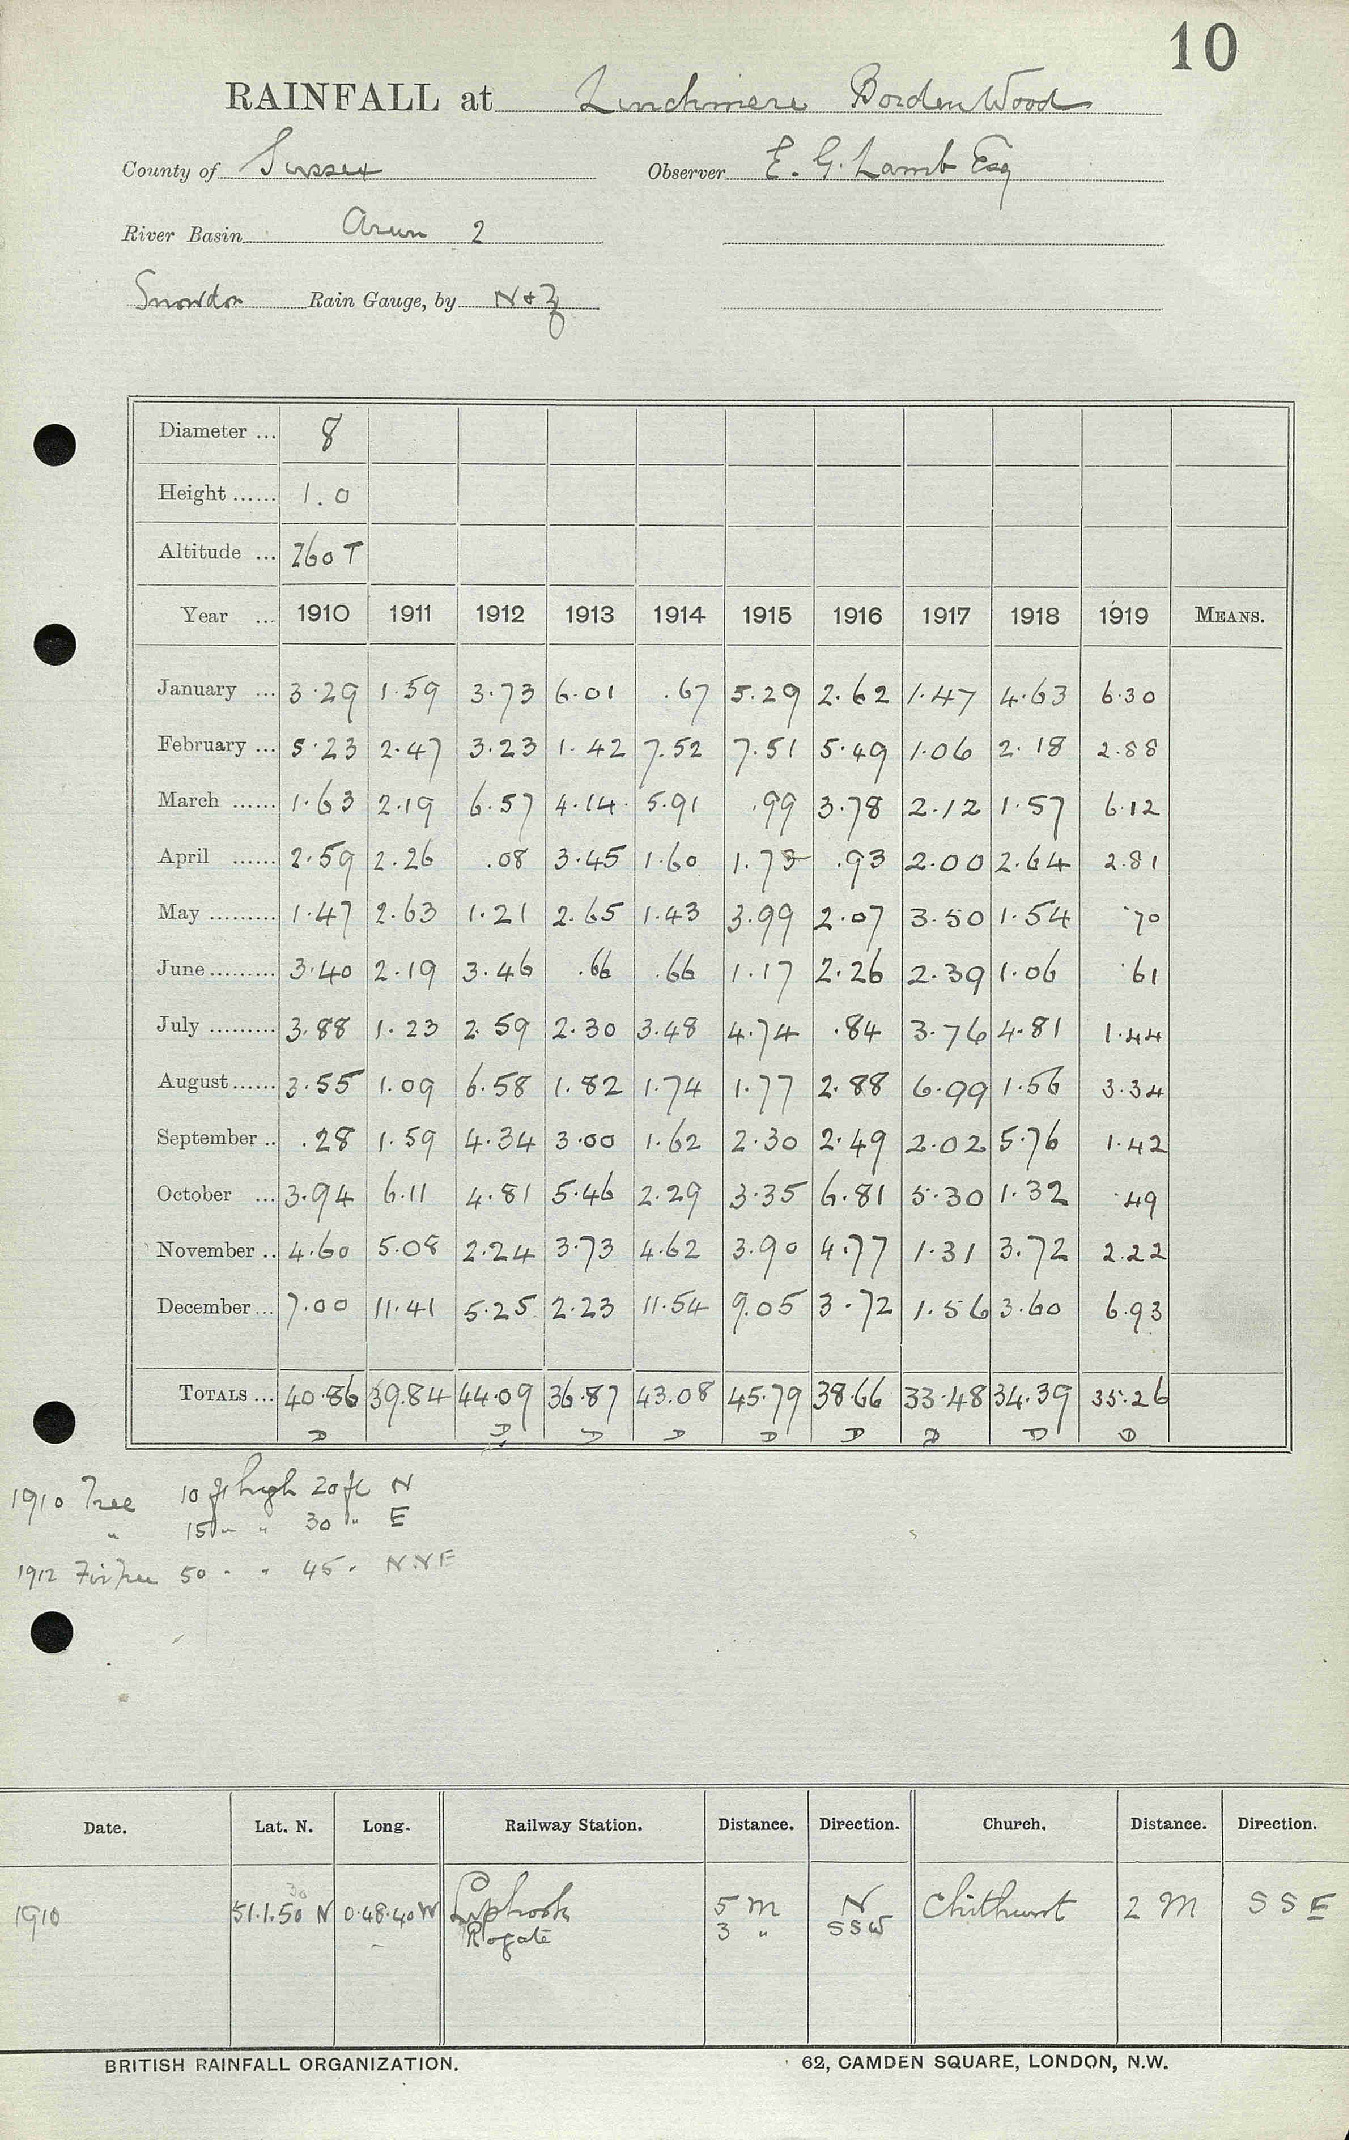 10
RAINFALL at Linchmere Borden Wood
County of Sussex Observer E. G. Lamb Esq
River Basin Arun 2
Snowdon Rain Gauge, by N & Z
Diameter ... 8
Height ...... 1.0
Altitude ... 260 T
Year ... 1910 1911 1912 1913 1914 1915 1916 1917 1918 1919 MEANS.
January ... 3.29 1.59 3.73 6.01 .67 5.29 2.62 1.47 4.63 6.30
February ... 5.23 2.47 3.23 1.42 7.52 7.51 5.49 1.06 2.18 2.88
March ...... 1.63 2.19 6.57 4.14 5.91 .99 3.78 2.12 1.57 6.12
April ...... 2.59 2.26 .08 3.45 1.60 1.73 .93 2.00 2.64 2.81
May ......... 1.47 2.63 1.21 2.65 1.43 3.99 2.07 3.50 1.54 .70
June ......... 3.40 2.19 3.46 .66 .66 1.17 2.26 2.39 1.06 .61
July ......... 3.88 1.23 2.59 2.30 3.48 4.74 .84 3.76 4.81 1.44
August ...... 3.55 1.09 6.58 1.82 1.74 1.77 2.88 6.99 1.56 3.34
September .. .28 1.59 4.34 3.00 1.62 2.30 2.49 2.02 5.76 1.42
October ... 3.94 6.11 4.81 5.46 2.29 3.35 6.81 5.30 1.32 .49
November .. 4.60 5.08 2.24 3.73 4.62 3.90 4.77 1.31 3.72 2.22
December ... 7.00 11.41 5.25 2.23 11.54 9.05 3.72 1.56 3.60 6.93
TOTALS ... 40.86 39.84 44.09 36.87 43.08 45.79 38.66 33.48 34.39 35.26
D D D D D D D D D
1910 Tree 10 ft high 20 ft N
" 15 " " 30 " E
1912 Fir tree 50 " " 45 " NNE
Date. Lat. N. Long. Railway Station. Distance. Direction. Church. Distance. Direction.
30
1910 51.1.50 N 0.48.40 W Liphook 5 m N Chithurst 2 M SSE
Rogate 3 " SSW
BRITISH RAINFALL ORGANIZATION. 62, CAMDEN SQUARE, LONDON, N.W.